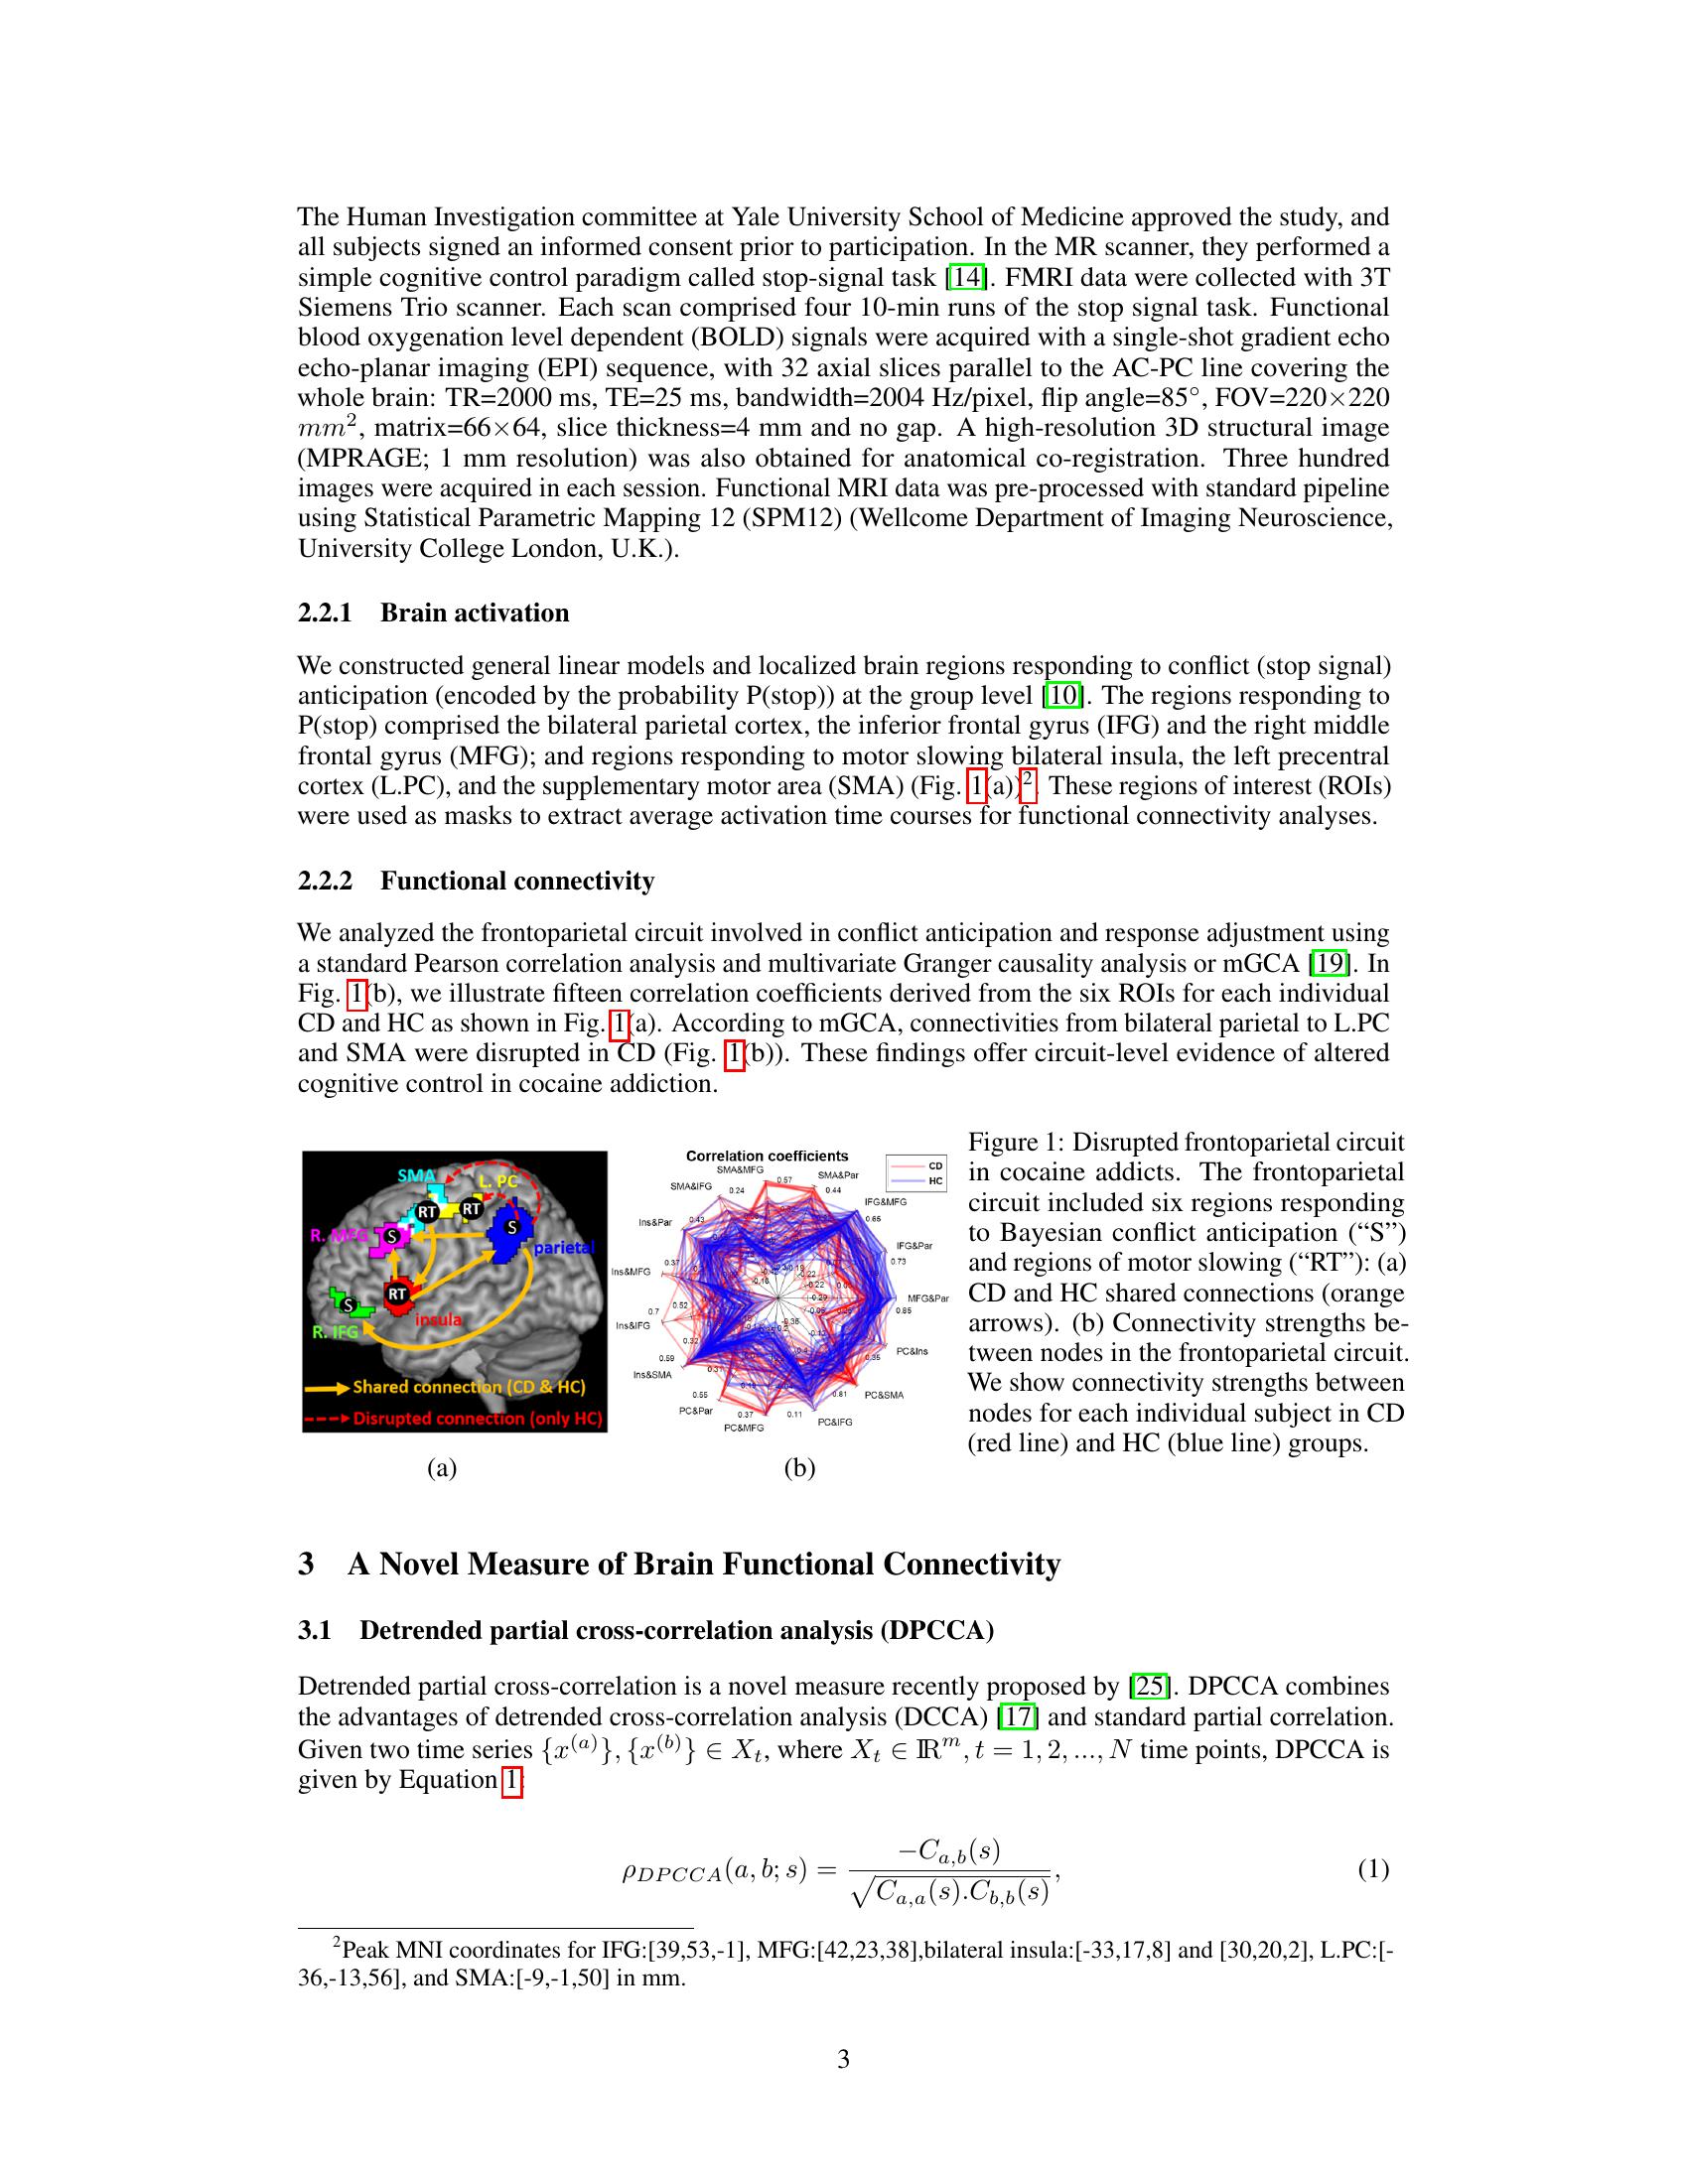 The Human Investigation committee at Yale University School of Medicine approved the study, and
all subjects signed an informed consent prior to participation. In the MR scanner, they performed a
simple cognitive control paradigm called stop-signal task [14]. FMRI data were collected with 3T
Siemens Trio scanner. Each scan comprised four 10-min runs of the stop signal task. Functional
blood oxygenation level dependent (BOLD) signals were acquired with a single-shot gradient echo
echo-planar imaging (EPI) sequence, with 32 axial slices parallel to the AC-PC line covering the
whole brain: TR=2000 ms, TE=25 ms, bandwidth=2004 Hz/pixel, flip angle=85°, FOV=220×220
mm², matrix=66×64, slice thickness=4 mm and no gap. A high-resolution 3D structural image
(MPRAGE; 1 mm resolution) was also obtained for anatomical co-registration. Three hundred
images were acquired in each session. Functional MRI data was pre-processed with standard pipeline
using Statistical Parametric Mapping 12 (SPM12) (Wellcome Department of Imaging Neuroscience,
University College London, U.K.).
2.2.1 Brain activation
We constructed general linear models and localized brain regions responding to conflict (stop signal)
anticipation (encoded by the probability P(stop)) at the group level [10]. The regions responding to
P(stop) comprised the bilateral parietal cortex, the inferior frontal gyrus (IFG) and the right middle
frontal gyrus (MFG); and regions responding to motor slowing bilateral insula, the left precentral
cortex (L.PC), and the supplementary motor area (SMA) (Fig. 1(a))². These regions of interest (ROIs)
were used as masks to extract average activation time courses for functional connectivity analyses.
2.2.2 Functional connectivity
We analyzed the frontoparietal circuit involved in conflict anticipation and response adjustment using
a standard Pearson correlation analysis and multivariate Granger causality analysis or mGCA [19]. In
Fig. 1(b), we illustrate fifteen correlation coefficients derived from the six ROIs for each individual
CD and HC as shown in Fig. 1(a). According to mGCA, connectivities from bilateral parietal to L.PC
and SMA were disrupted in CD (Fig. 1(b)). These findings offer circuit-level evidence of altered
cognitive control in cocaine addiction.
SMA
L. PC
RT
RT
S
R. MFG
S
parietal
RT
S
insula
R. IFG
Shared connection (CD & HC)
Disrupted connection (only HC)
(a)
Correlation coefficients
CD
HC
SMA&MFG
0.57
SMA&Par
0.44
IFG&MFG
0.65
IFG&Par
0.73
MFG&Par
0.85
PC&Ins
0.35
PC&SMA
0.81
PC&IFG
0.11
PC&MFG
0.37
PC&Par
0.55
Ins&SMA
0.59
Ins&IFG
0.7
Ins&MFG
0.37
Ins&Par
0.43
SMA&IFG
0.24
0.52
0.32
(b)
Figure 1: Disrupted frontoparietal circuit
in cocaine addicts. The frontoparietal
circuit included six regions responding
to Bayesian conflict anticipation (“S”)
and regions of motor slowing (“RT”): (a)
CD and HC shared connections (orange
arrows). (b) Connectivity strengths be-
tween nodes in the frontoparietal circuit.
We show connectivity strengths between
nodes for each individual subject in CD
(red line) and HC (blue line) groups.
3 A Novel Measure of Brain Functional Connectivity
3.1 Detrended partial cross-correlation analysis (DPCCA)
Detrended partial cross-correlation is a novel measure recently proposed by [25]. DPCCA combines
the advantages of detrended cross-correlation analysis (DCCA) [17] and standard partial correlation.
Given two time series {x^(a)}, {x^(b)} ∈ X_t, where X_t ∈ ℝ^m, t = 1, 2, ..., N time points, DPCCA is
given by Equation 1:
ρ_DPCCA(a, b; s) = −C_a,b(s) / √(C_a,a(s).C_b,b(s)), (1)
²Peak MNI coordinates for IFG:[39,53,-1], MFG:[42,23,38],bilateral insula:[-33,17,8] and [30,20,2], L.PC:[-
36,-13,56], and SMA:[-9,-1,50] in mm.
3